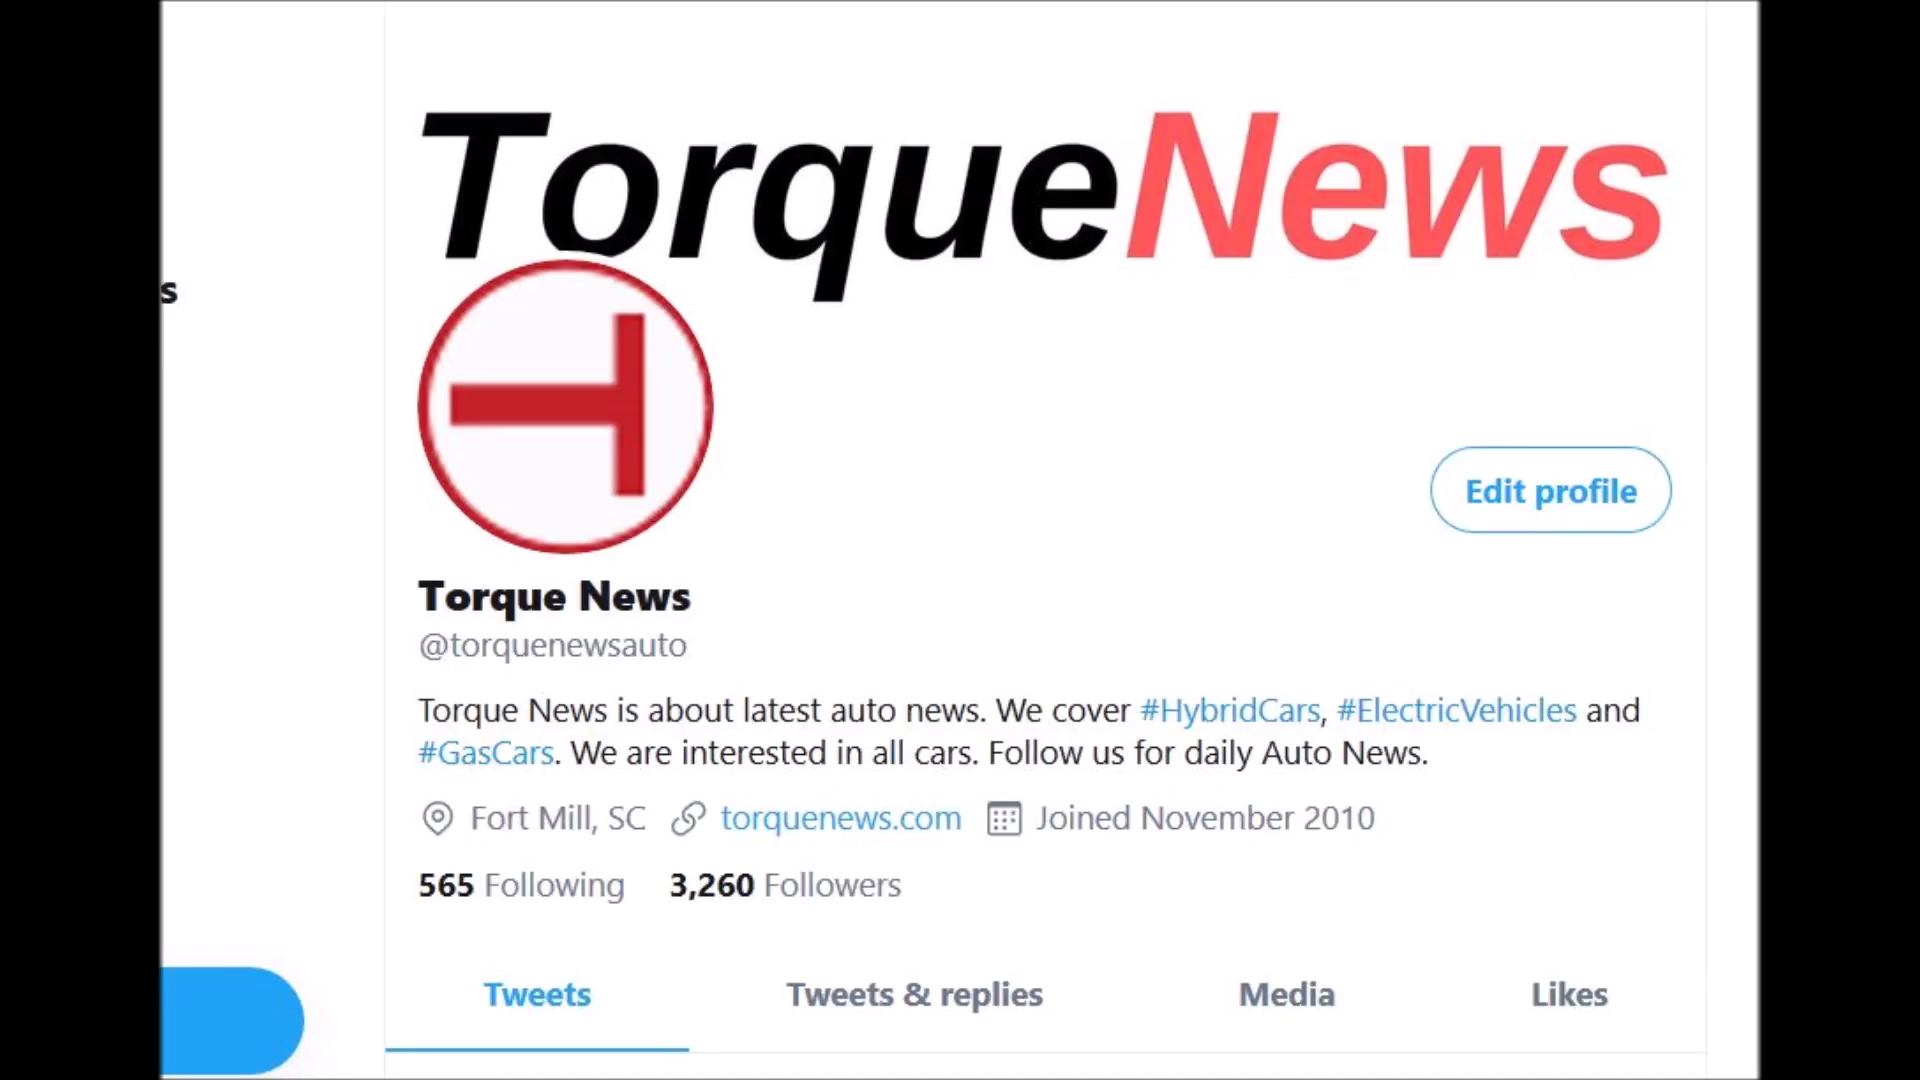 TorqueNews
s
T
Edit profile
Torque News
@torquenewsauto
Torque News is about latest auto news. We cover #HybridCars, #ElectricVehicles and
#GasCars. We are interested in all cars. Follow us for daily Auto News.
Fort Mill, SC torquenews.com Joined November 2010
565 Following 3,260 Followers
Tweets Tweets & replies Media Likes